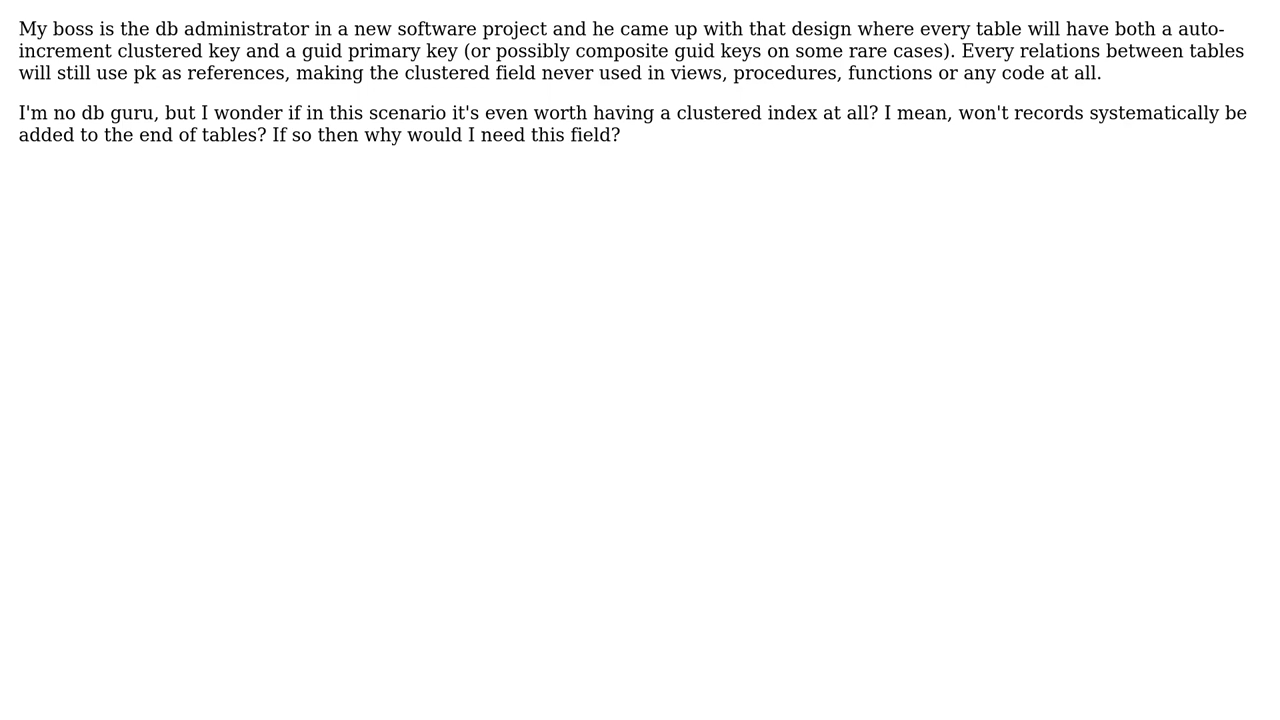 My boss is the db administrator in a new software project and he came up with that design where every table will have both a auto-
increment clustered key and a guid primary key (or possibly composite guid keys on some rare cases). Every relations between tables
will still use pk as references, making the clustered field never used in views, procedures, functions or any code at all.
I'm no db guru, but I wonder if in this scenario it's even worth having a clustered index at all? I mean, won't records systematically be
added to the end of tables? If so then why would I need this field?